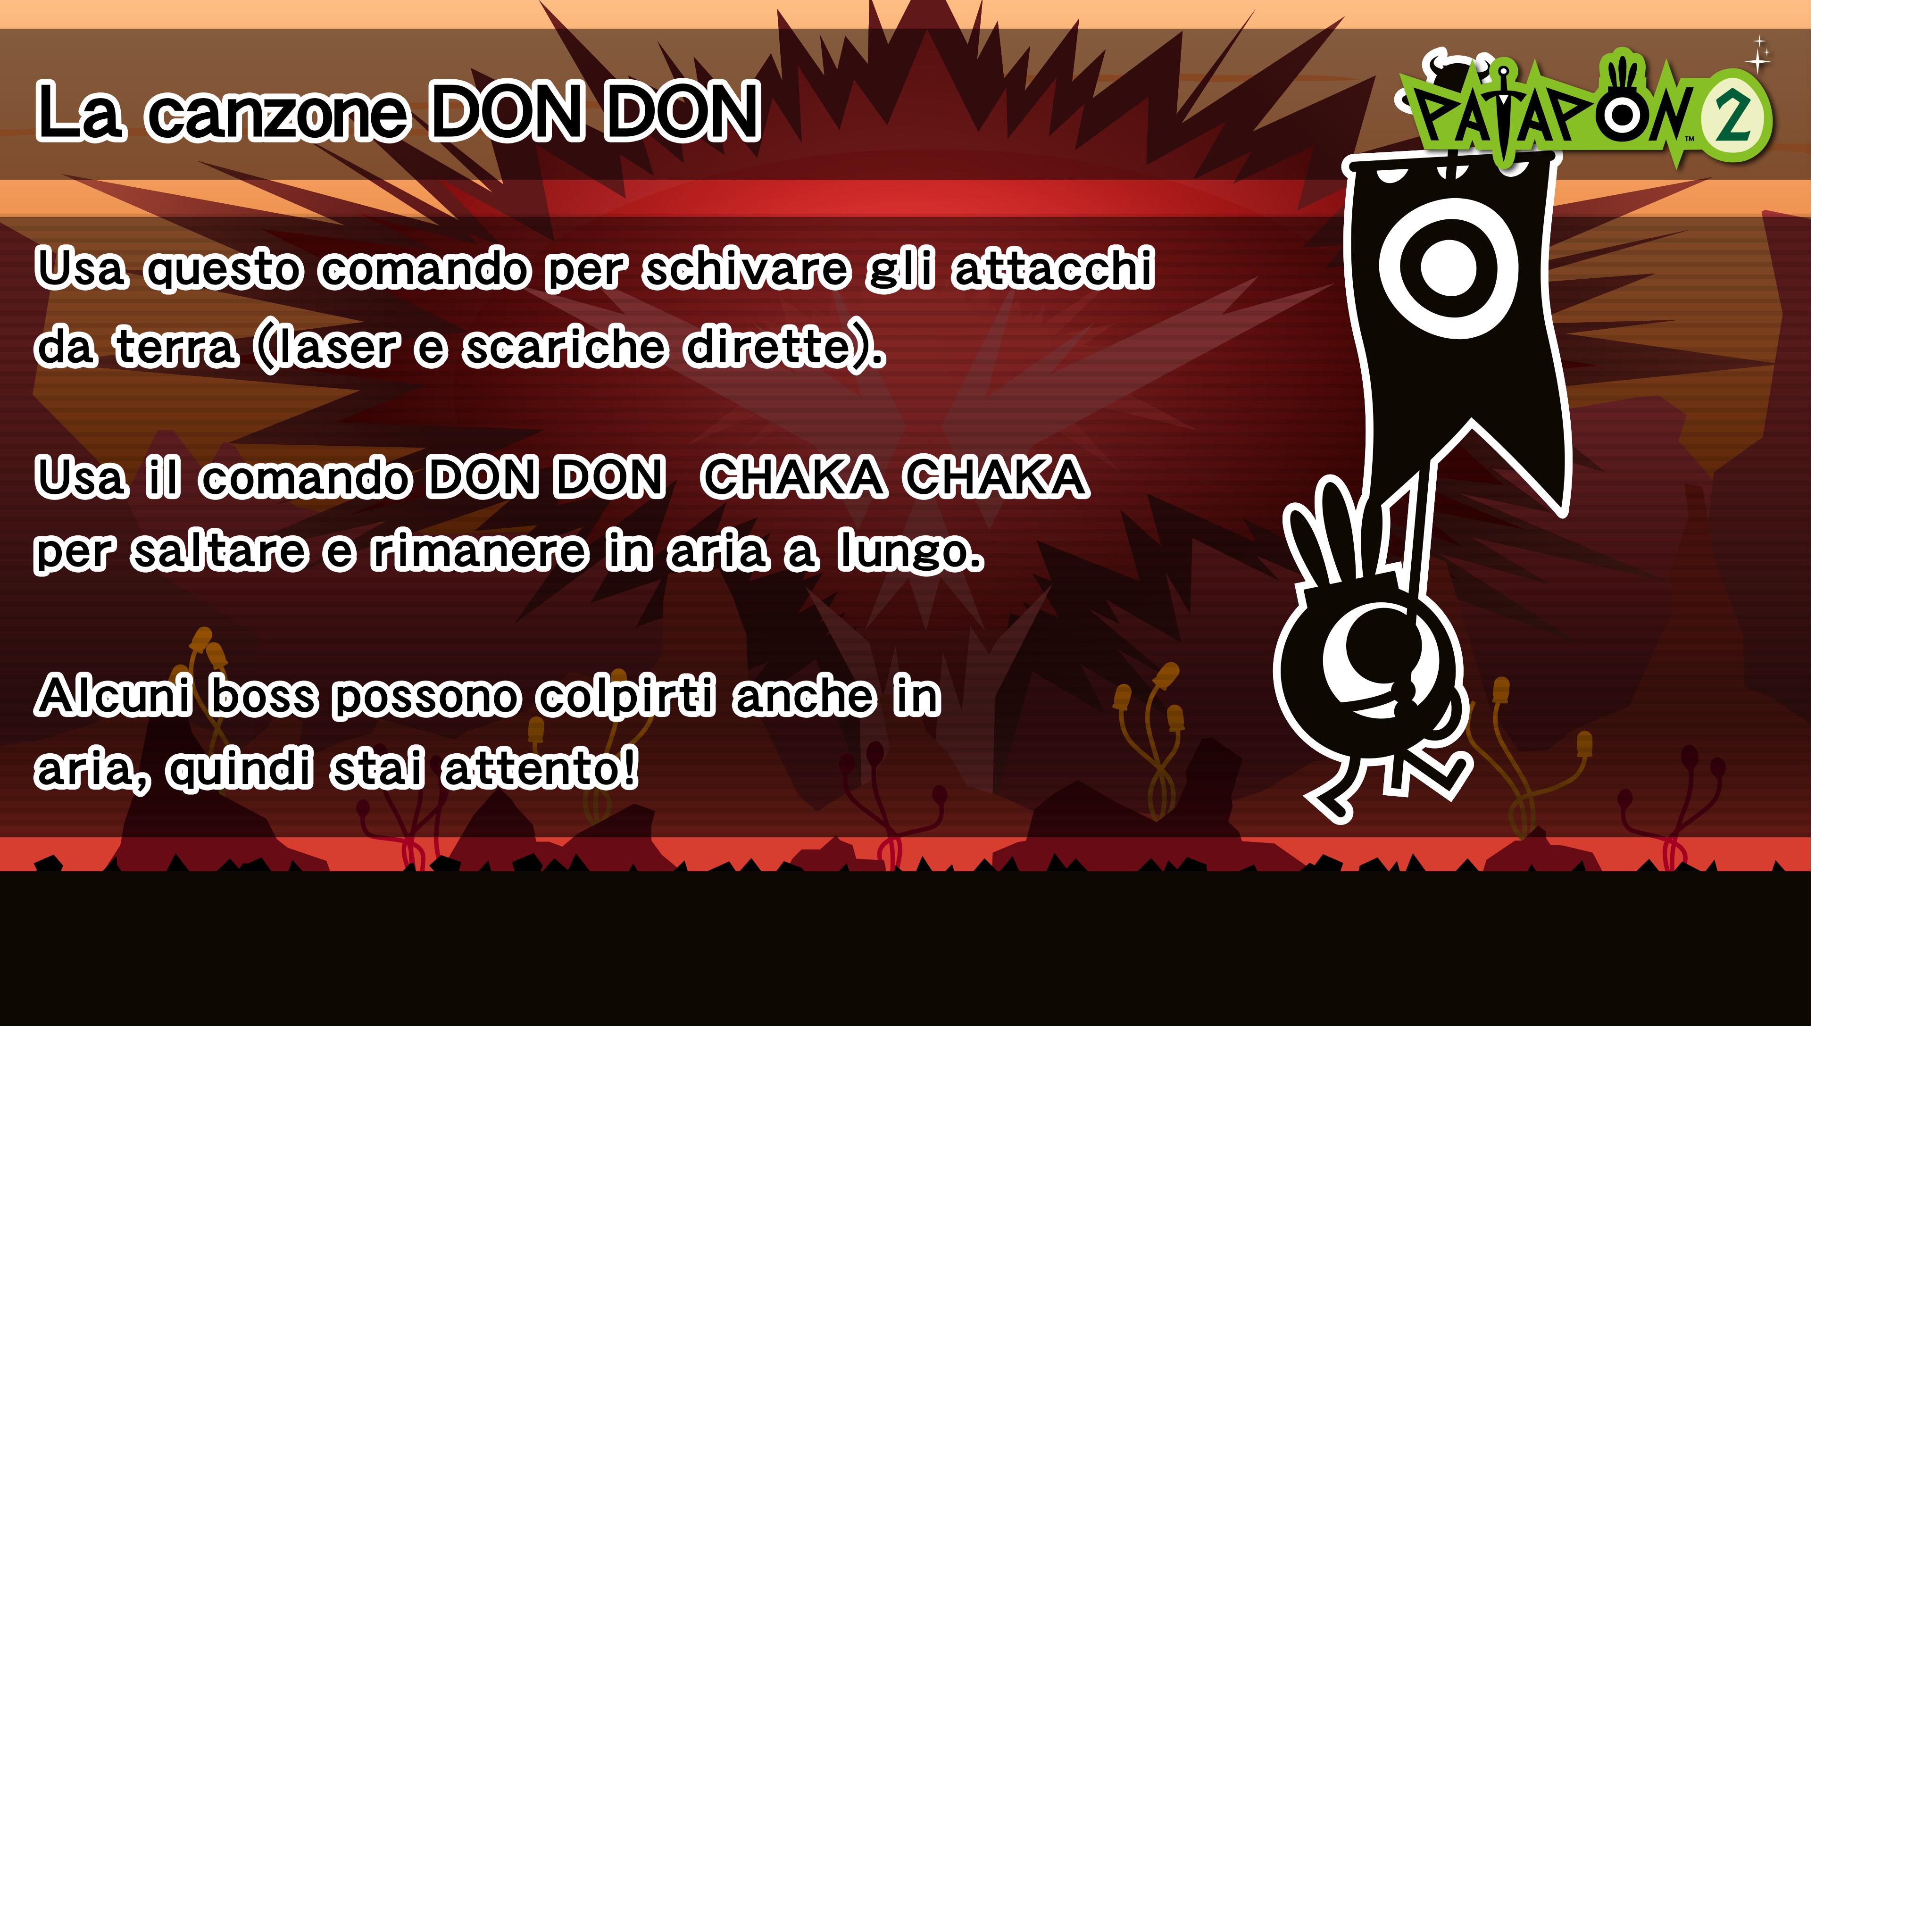 La canzone DON DON
PATAPON™ 2
Usa questo comando per schivare gli attacchi
da terra (laser e scariche dirette).
Usa il comando DON DON CHAKA CHAKA
per saltare e rimanere in aria a lungo.
Alcuni boss possono colpirti anche in
aria, quindi stai attento!